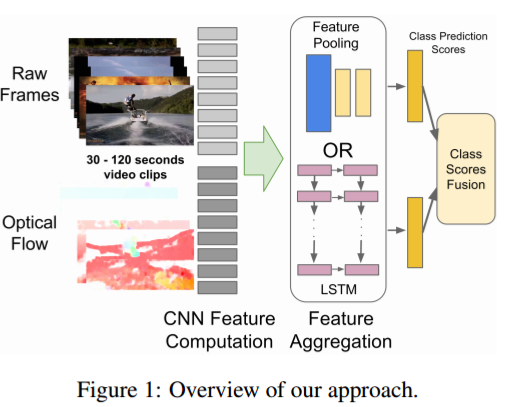 Raw
Frames
30 - 120 seconds
video clips
Optical
Flow
CNN Feature
Computation
Feature
Pooling
OR
LSTM
Feature
Aggregation
Class Prediction
Scores
Class
Scores
Fusion
Figure 1: Overview of our approach.